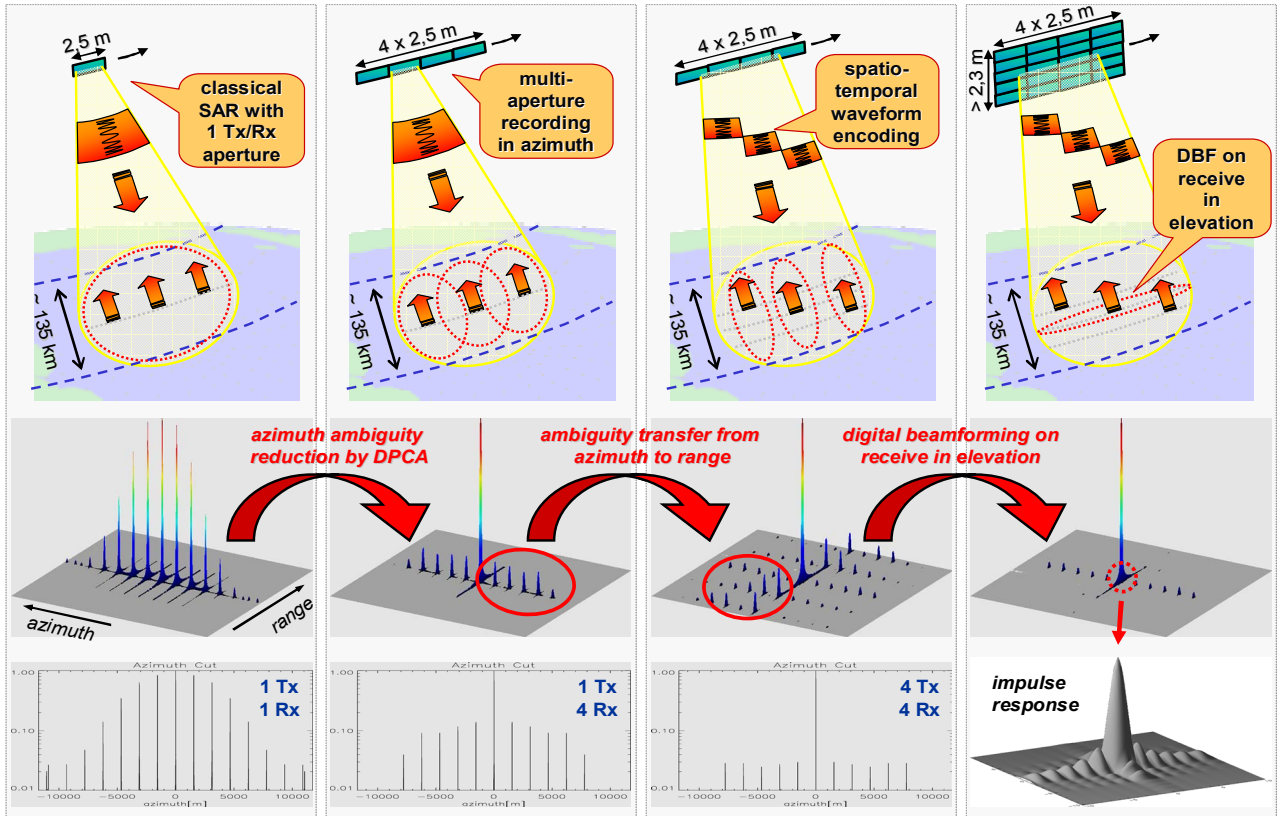 2,5 m
classical
SAR with
1 Tx/Rx
aperture
~ 135 km
4 x 2,5 m
multi-
aperture
recording
in azimuth
~ 135 km
4 x 2,5 m
spatio-
temporal
waveform
encoding
~ 135 km
4 x 2,5 m
> 2,3 m
DBF on
receive
in
elevation
~ 135 km
azimuth ambiguity
reduction by DPCA
ambiguity transfer from
azimuth to range
digital beamforming on
receive in elevation
azimuth
range
Azimuth Cut
1.00
0.10
0.01
1 Tx
1 Rx
-10000 -5000 0 5000 10000
azimuth[m]
Azimuth Cut
1.00
0.10
0.01
1 Tx
4 Rx
-10000 -5000 0 5000 10000
azimuth[m]
Azimuth Cut
1.00
0.10
0.01
4 Tx
4 Rx
-10000 -5000 0 5000 10000
azimuth[m]
impulse
response